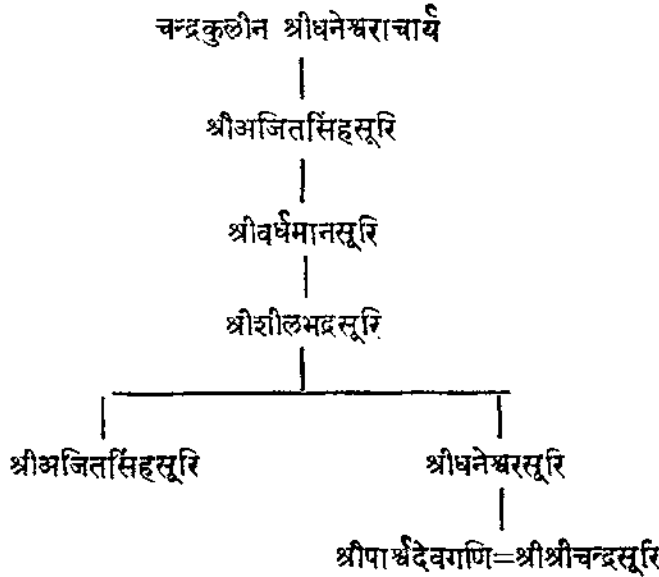 चन्द्रकुलीन श्रीधनेश्वराचार्य
श्रीअजितसिंहसूरि
श्रीवर्धमानसूरि
श्रीशीलभद्रसूरि
श्रीअजितसिंहसूरि श्रीधनेश्वरसूरि
श्रीपार्श्वदेवगणि=श्रीश्रीचन्द्रसूरि